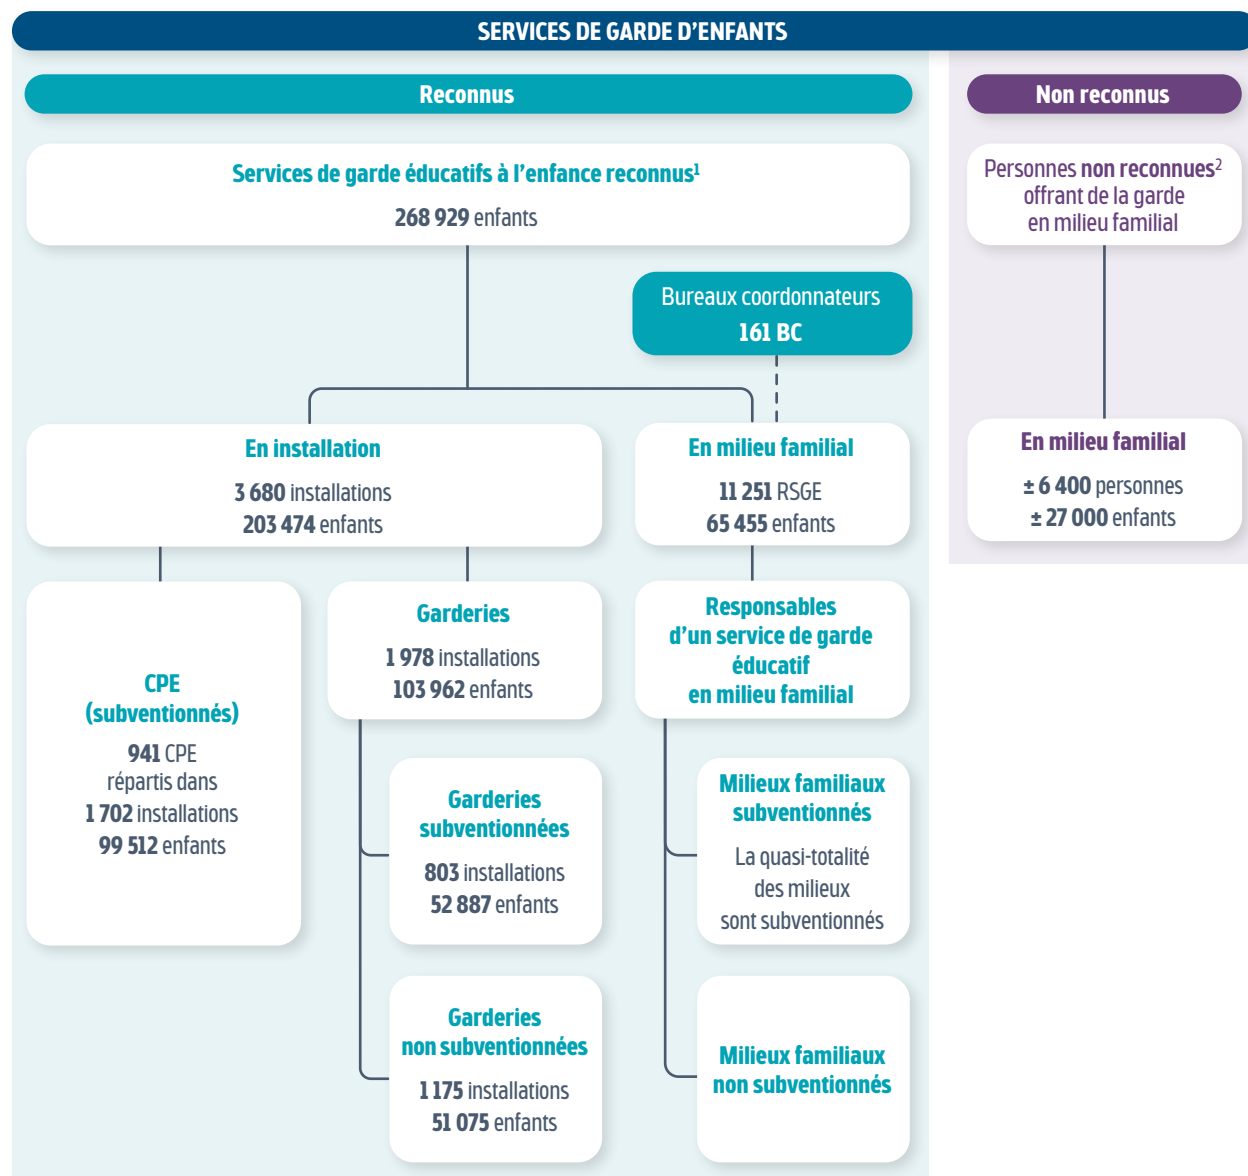 SERVICES DE GARDE D'ENFANTS
Reconnus
Non reconnus
Services de garde éducatifs à l'enfance reconnus¹
268 929 enfants
Personnes non reconnues²
offrant de la garde
en milieu familial
Bureaux coordonnateurs
161 BC
En installation
3 680 installations
203 474 enfants
En milieu familial
11 251 RSGE
65 455 enfants
En milieu familial
± 6 400 personnes
± 27 000 enfants
CPE
(subventionnés)
941 CPE
répartis dans
1 702 installations
99 512 enfants
Garderies
1 978 installations
103 962 enfants
Responsables
d'un service de garde
éducatif
en milieu familial
Garderies
subventionnées
803 installations
52 887 enfants
Milieux familiaux
subventionnés
La quasi-totalité
des milieux
sont subventionnés
Garderies
non subventionnées
1 175 installations
51 075 enfants
Milieux familiaux
non subventionnés